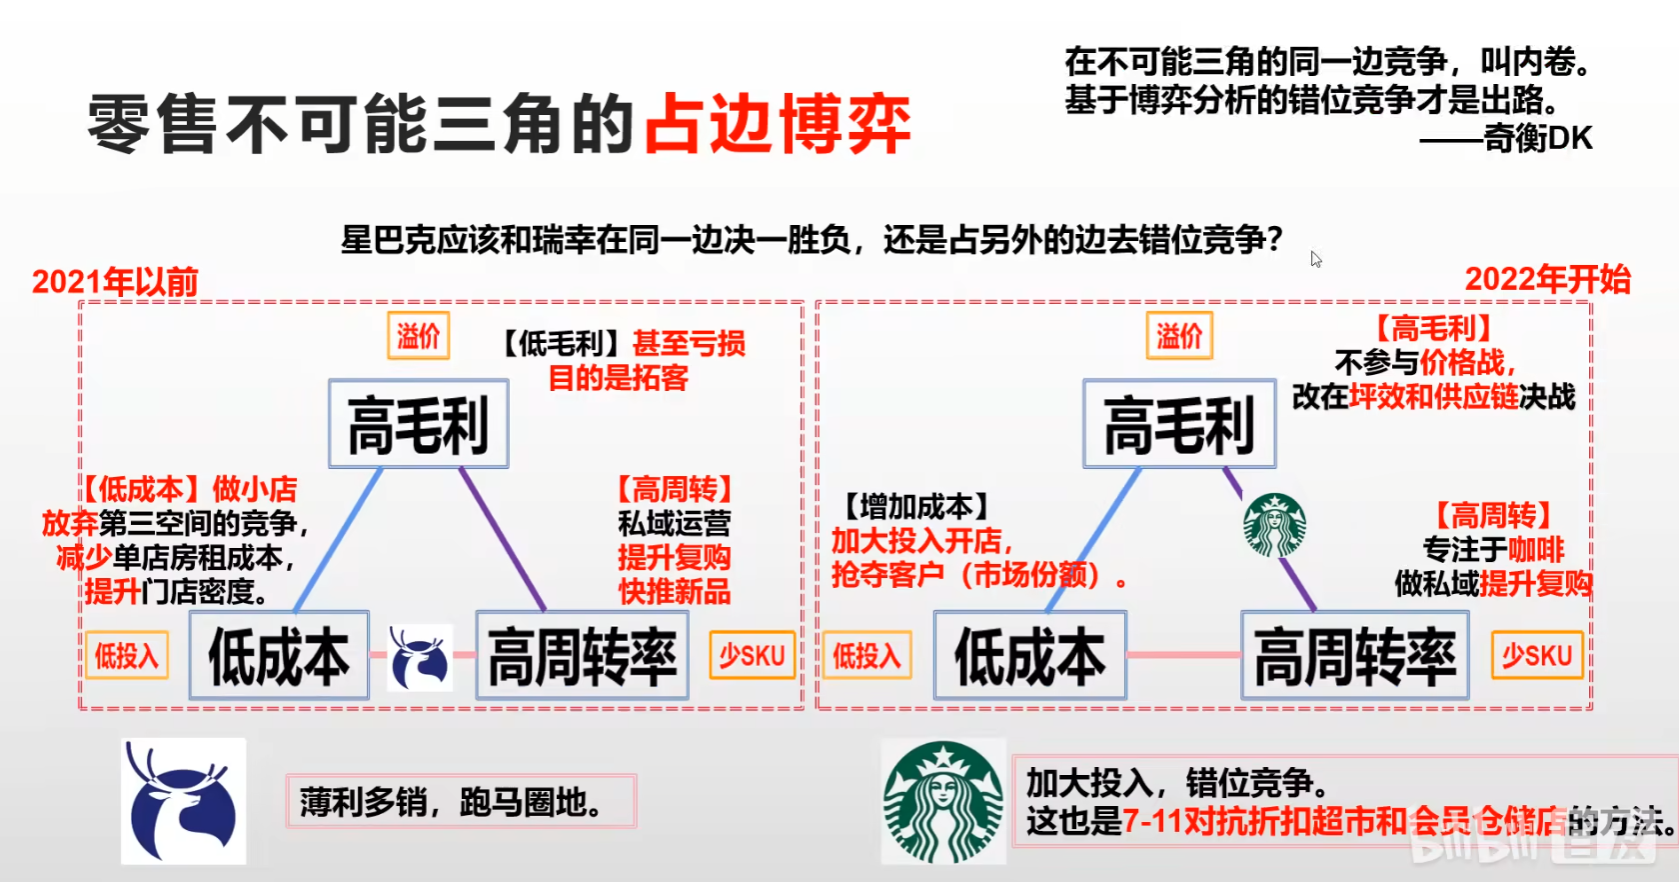 在不可能三角的同一边竞争，叫内卷。
基于博弈分析的错位竞争才是出路。
——奇衡DK
零售不可能三角的占边博弈
星巴克应该和瑞幸在同一边决一胜负，还是占另外的边去错位竞争？
2021年以前
溢价
【低毛利】甚至亏损
目的是拓客
高毛利
【低成本】做小店
放弃第三空间的竞争，
减少单店房租成本，
提升门店密度。
【高周转】
私域运营
提升复购
快推新品
低投入
低成本
高周转率
少SKU
薄利多销，跑马圈地。
2022年开始
溢价
【高毛利】
不参与价格战，
改在坪效和供应链决战
高毛利
【增加成本】
加大投入开店，
抢夺客户（市场份额）。
【高周转】
专注于咖啡
做私域提升复购
低投入
低成本
高周转率
少SKU
加大投入，错位竞争。
这也是7-11对抗折扣超市和会员仓储店的方法。
bilibili